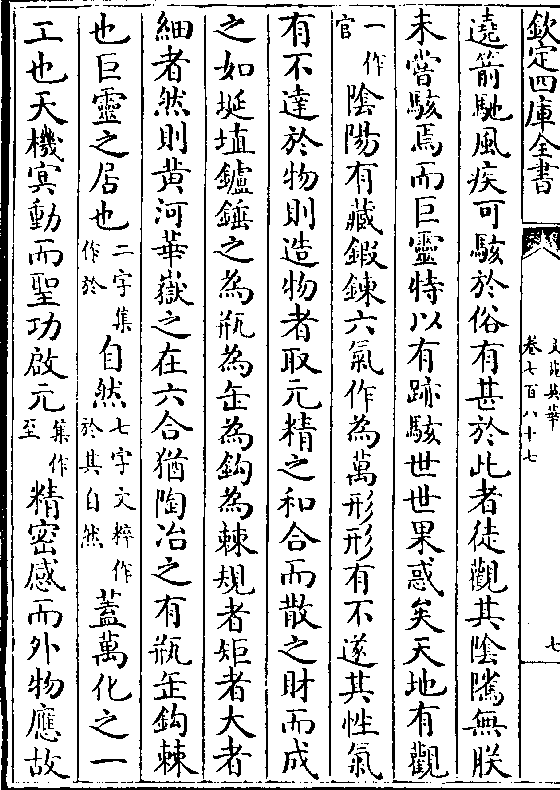 欽定四庫全書
文苑英華
卷七百八十七
七
遶箭馳風疾可駭於俗有甚於此者徒觀其陰隲無朕
未嘗駭焉而巨靈特以有跡駭世世果惑矣天地有觀
一作官陰陽有藏鍛鍊六氣作為萬形形有不遂其性氣
有不達於物則造物者取元精之和合而散之財而成
之如埏埴鑪錘之為瓶為缶為鈎為棘規者矩者大者
細者然則黄河華嶽之在六合猶陶冶之有瓶缶鈎棘
也巨靈之居也二字集作於自然七字文粹作於其自然蓋萬化之一
工也天機㝠動而聖功啟元集作至精密感而外物應故